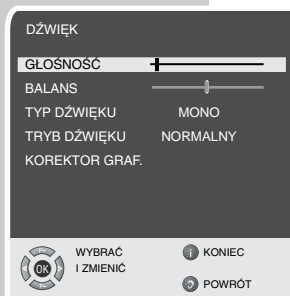 DŹWIĘK
GŁOŚNOŚĆ
BALANS
TYP DŹWIĘKU MONO
TRYB DŹWIĘKU NORMALNY
KOREKTOR GRAF.
WYBRAĆ
I ZMIENIĆ
OK
i KONIEC
POWRÓT